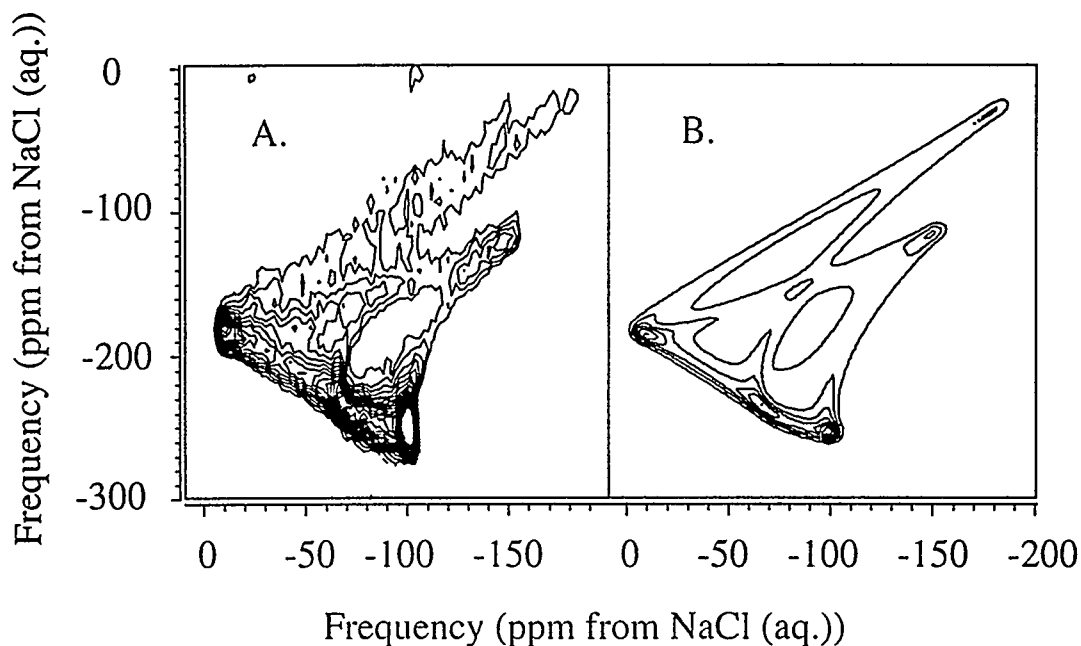 Frequency (ppm from NaCl (aq.))
0
-100
-200
-300
A.
B.
0 -50 -100 -150
0 -50 -100 -150 -200
Frequency (ppm from NaCl (aq.))